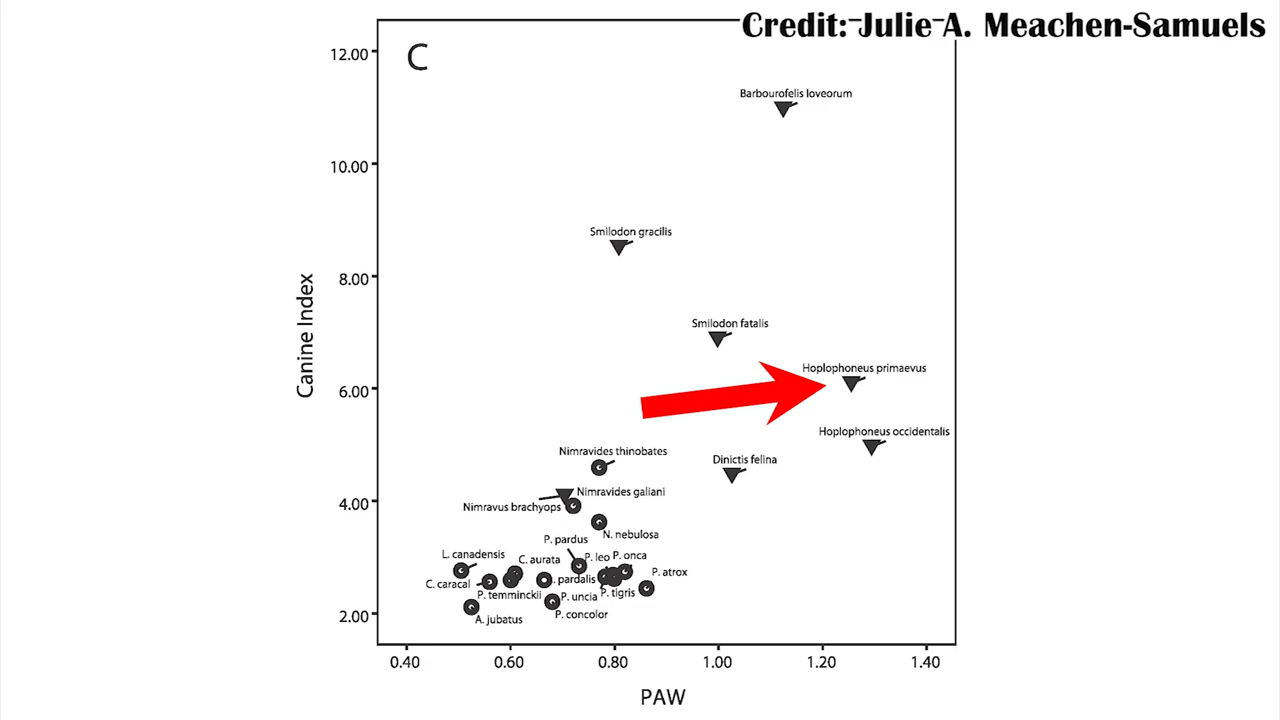 Credit: Julie A. Meachen-Samuels
C
12.00
Barbourofelis loveorum
10.00
Smilodon gracilis
8.00
Smilodon fatalis
Canine Index
Hoplophoneus primaevus
6.00
Hoplophoneus occidentalis
Nimravides thinobates
Dinictis felina
Nimravides galiani
4.00
Nimravus brachyops
N. nebulosa
P. pardus
L. canadensis
C. aurata
P. leo
P. onca
P. atrox
C. caracal
. pardalis
P. temminckii
P. uncia
P. tigris
2.00
A. jubatus
P. concolor
0.40 0.60 0.80 1.00 1.20 1.40
PAW